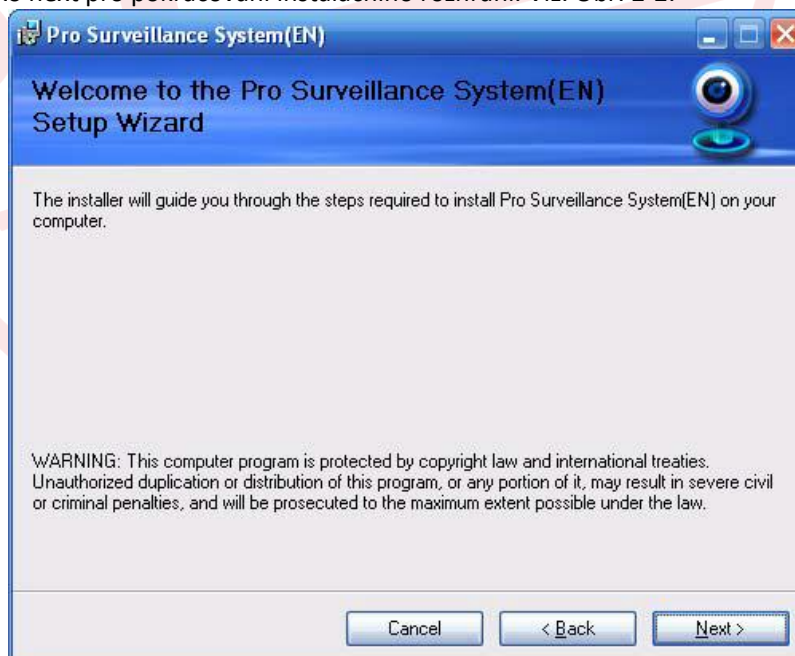 next pro pokračování
Pro Surveillance System(EN)
Welcome to the Pro Surveillance System(EN)
Setup Wizard
The installer will guide you through the steps required to install Pro Surveillance System(EN) on your
computer.
WARNING: This computer program is protected by copyright law and international treaties.
Unauthorized duplication or distribution of this program, or any portion of it, may result in severe civil
or criminal penalties, and will be prosecuted to the maximum extent possible under the law.
Cancel
< Back
Next >